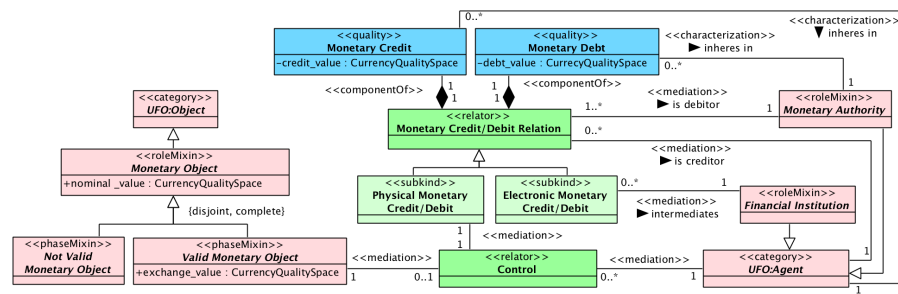 0..*
<<characterization>>
▼ inheres in
<<quality>>
Monetary Credit
−credit_value : CurrencyQualitySpace
<<quality>>
Monetary Debt
−debt_value : CurrecyQualitySpace
<<characterization>>
► inheres in
0..*
1
<<componentOf>>
1
1
<<componentOf>>
1
1
<<category>>
UFO:Object
<<relator>>
Monetary Credit/Debit Relation
1..*
<<mediation>>
► is debitor
1
<<roleMixin>>
Monetary Authority
0..*
<<mediation>>
► is creditor
<<roleMixin>>
Monetary Object
+nominal _value : CurrencyQualitySpace
{disjoint, complete}
<<subkind>>
Physical Monetary
Credit/Debit
<<subkind>>
Electronic Monetary
Credit/Debit
0..*
1
<<mediation>>
► intermediates
<<roleMixin>>
Financial Institution
<<phaseMixin>>
Not Valid
Monetary Object
<<phaseMixin>>
Valid Monetary Object
+exchange_value : CurrencyQualitySpace
1
1
<<mediation>>
<<mediation>>
1
0..1
<<relator>>
Control
<<mediation>>
0..*
1
<<category>>
UFO:Agent
1
1